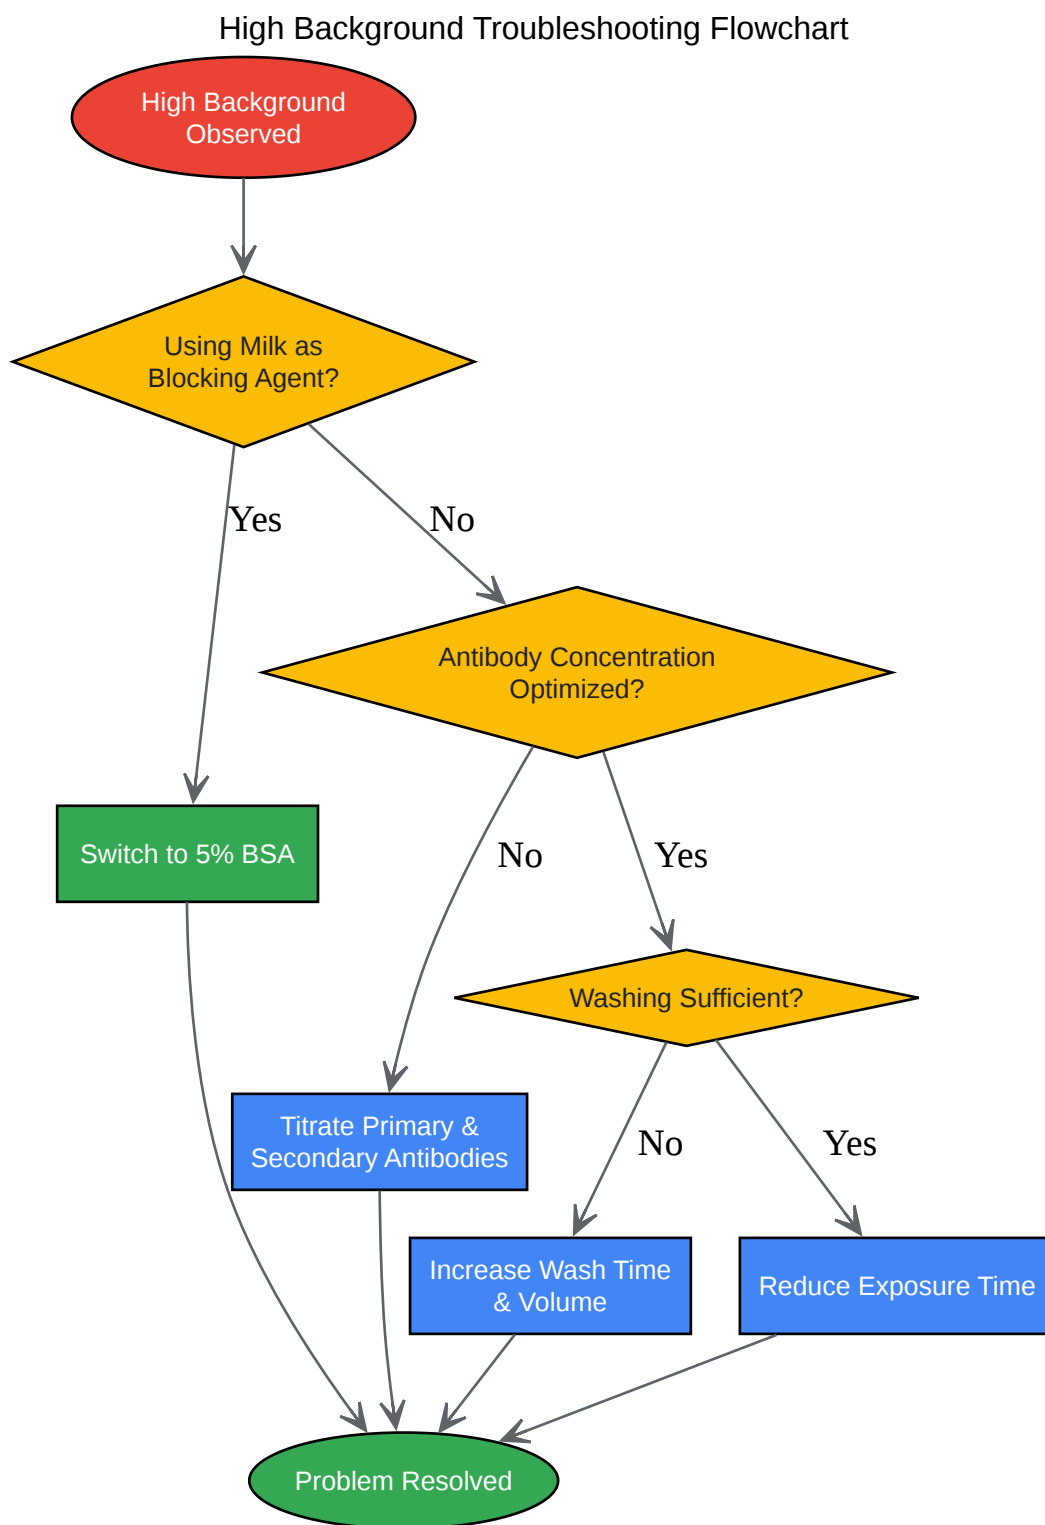 High Background Troubleshooting Flowchart
High Background
Observed
Using Milk as
Blocking Agent?
Yes
No
Antibody Concentration
Optimized?
Switch to 5% BSA
No
Yes
Washing Sufficient?
Titrate Primary &
Secondary Antibodies
No
Yes
Increase Wash Time
& Volume
Reduce Exposure Time
Problem Resolved